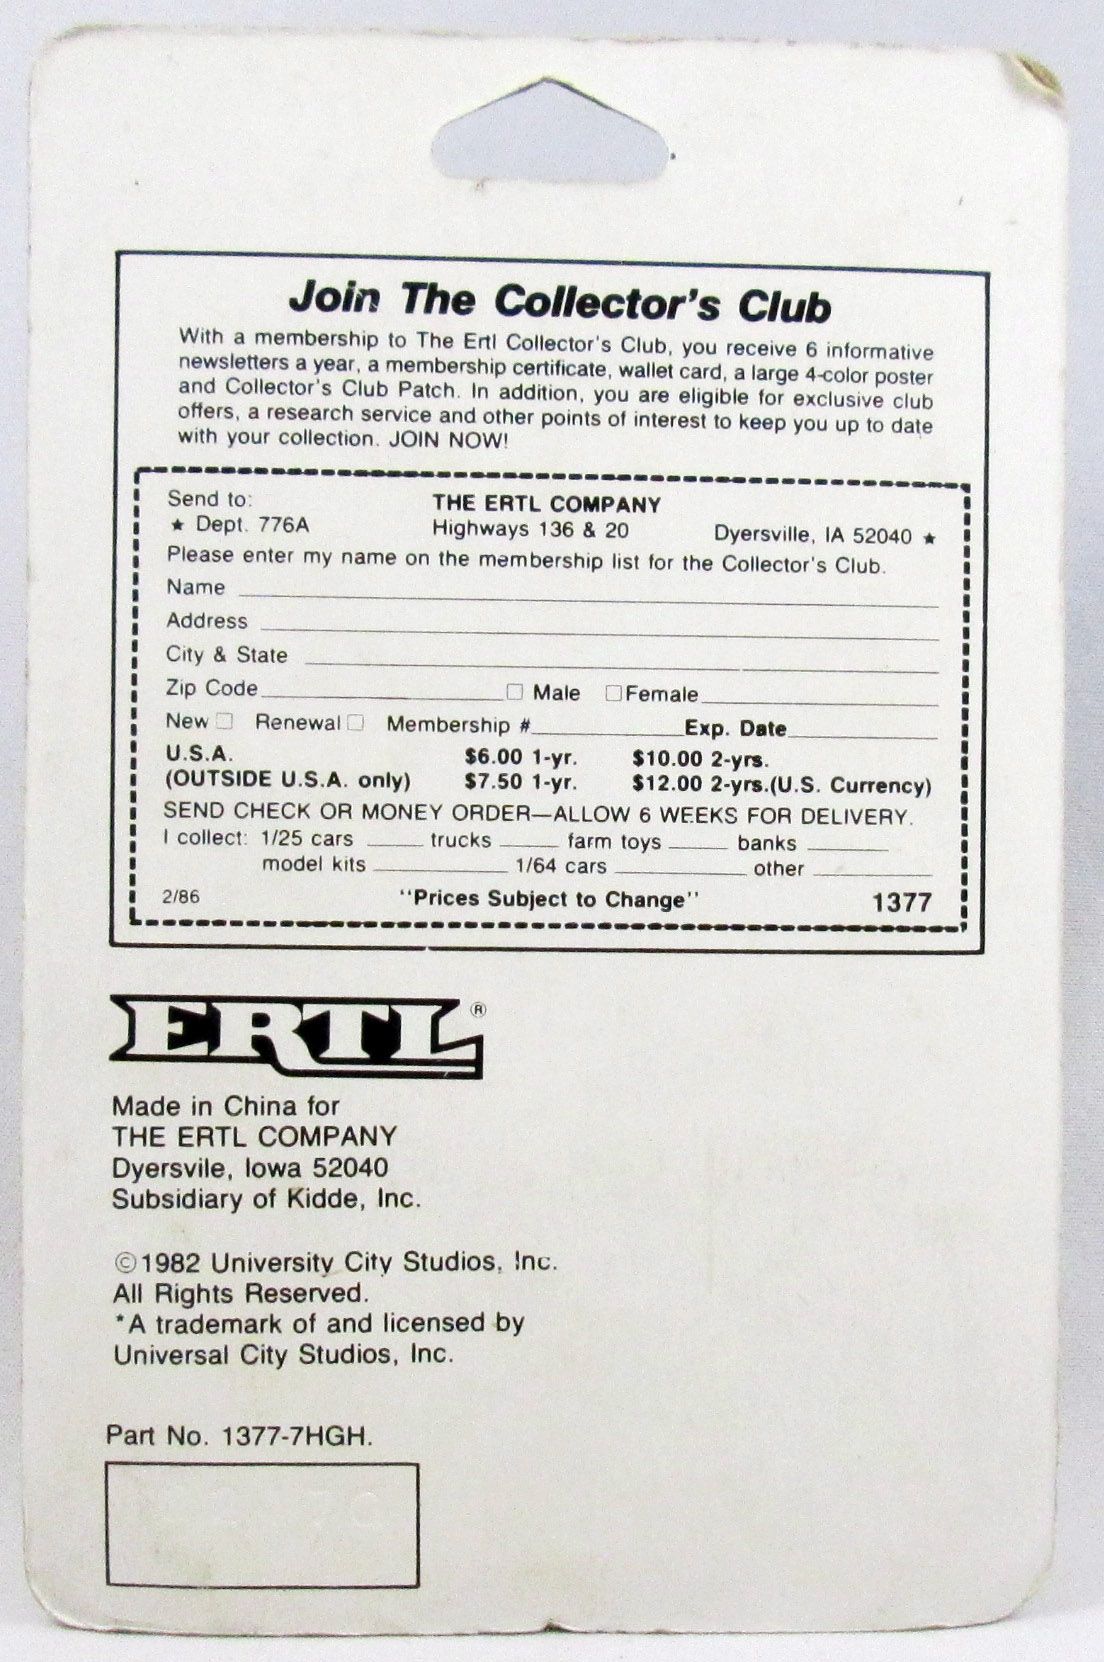 Join The Collector's Club
With a membership to The Ertl Collector's Club, you receive 6 informative
newsletters a year, a membership certificate, wallet card, a large 4-color poster
and Collector's Club Patch. In addition, you are eligible for exclusive club
offers, a research service and other points of interest to keep you up to date
with your collection. JOIN NOW!
Send to: THE ERTL COMPANY
★ Dept. 776A Highways 136 & 20 Dyersville, IA 52040 ★
Please enter my name on the membership list for the Collector's Club.
Name
Address
City & State
Zip Code □ Male □ Female
New □ Renewal □ Membership # Exp. Date
U.S.A. $6.00 1-yr. $10.00 2-yrs.
(OUTSIDE U.S.A. only) $7.50 1-yr. $12.00 2-yrs.(U.S. Currency)
SEND CHECK OR MONEY ORDER—ALLOW 6 WEEKS FOR DELIVERY.
I collect: 1/25 cars trucks farm toys banks
model kits 1/64 cars other
2/86 "Prices Subject to Change" 1377
ERTL®
Made in China for
THE ERTL COMPANY
Dyersvile, Iowa 52040
Subsidiary of Kidde, Inc.
©1982 University City Studios, Inc.
All Rights Reserved.
*A trademark of and licensed by
Universal City Studios, Inc.
Part No. 1377-7HGH.